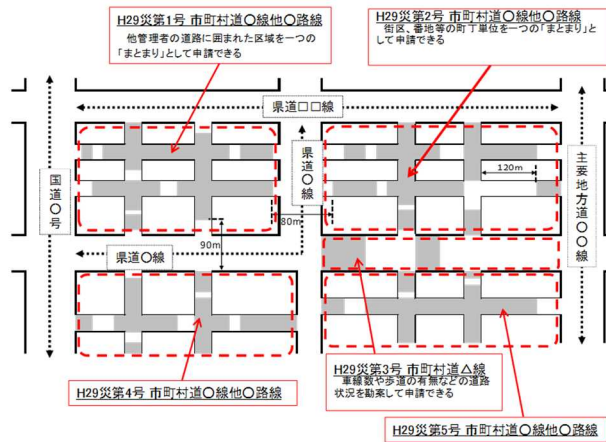 H29災第1号 市町村道〇線他〇路線
他管理者の道路に囲まれた区域を一つの
「まとまり」として申請できる
H29災第2号 市町村道〇線他〇路線
街区、番地等の町丁単位を一つの「まとまり」と
して申請できる
県道□□線
国道〇号
県道〇線
主要地方道〇〇線
120m
80m
90m
県道〇線
H29災第3号 市町村道△線
車線数や歩道の有無などの道路
状況を勘案して申請できる
H29災第4号 市町村道〇線他〇路線
H29災第5号 市町村道〇線他〇路線